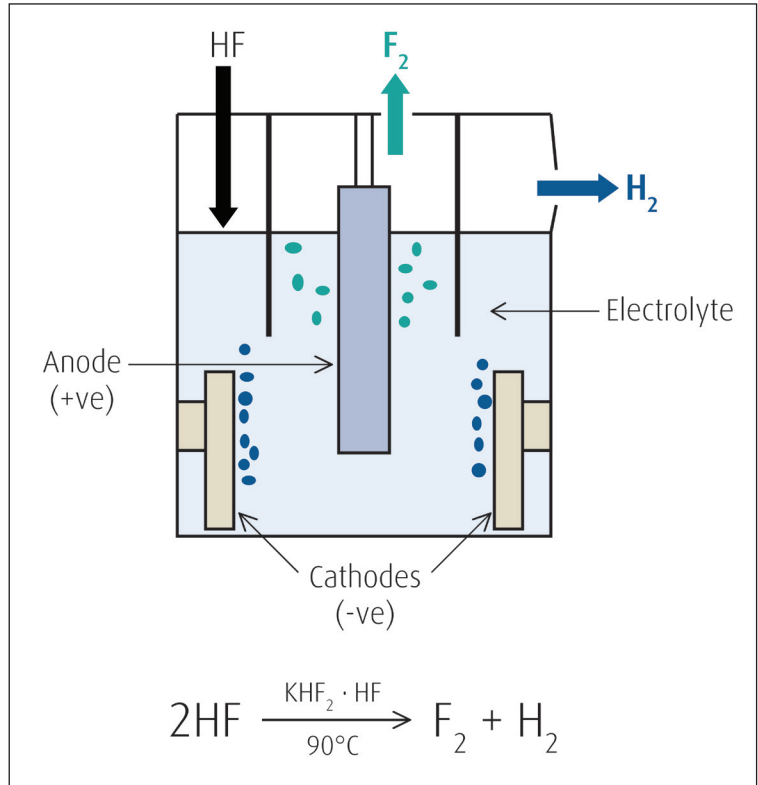 HF
F₂
H₂
Electrolyte
Anode
(+ve)
Cathodes
(-ve)
KHF₂ · HF
2HF ⟶ F₂ + H₂
90°C